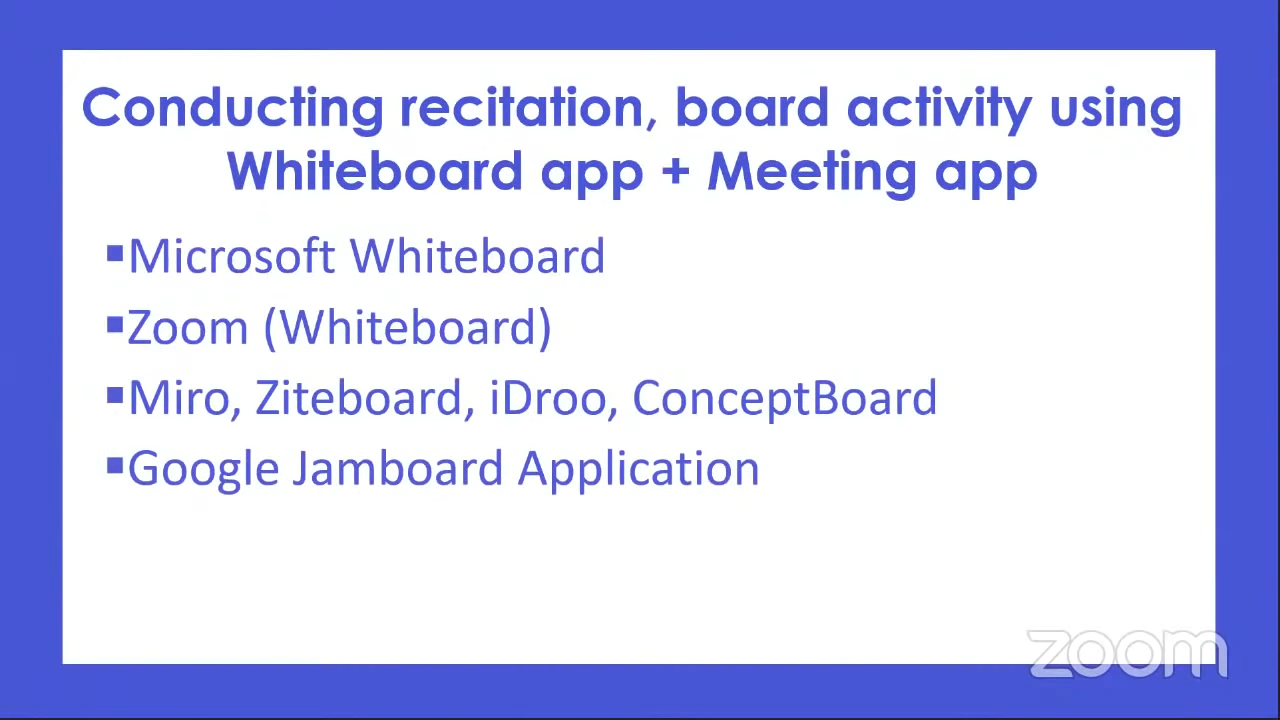 Conducting recitation, board activity using
Whiteboard app + Meeting app
▪Microsoft Whiteboard
▪Zoom (Whiteboard)
▪Miro, Ziteboard, iDroo, ConceptBoard
▪Google Jamboard Application
zoom